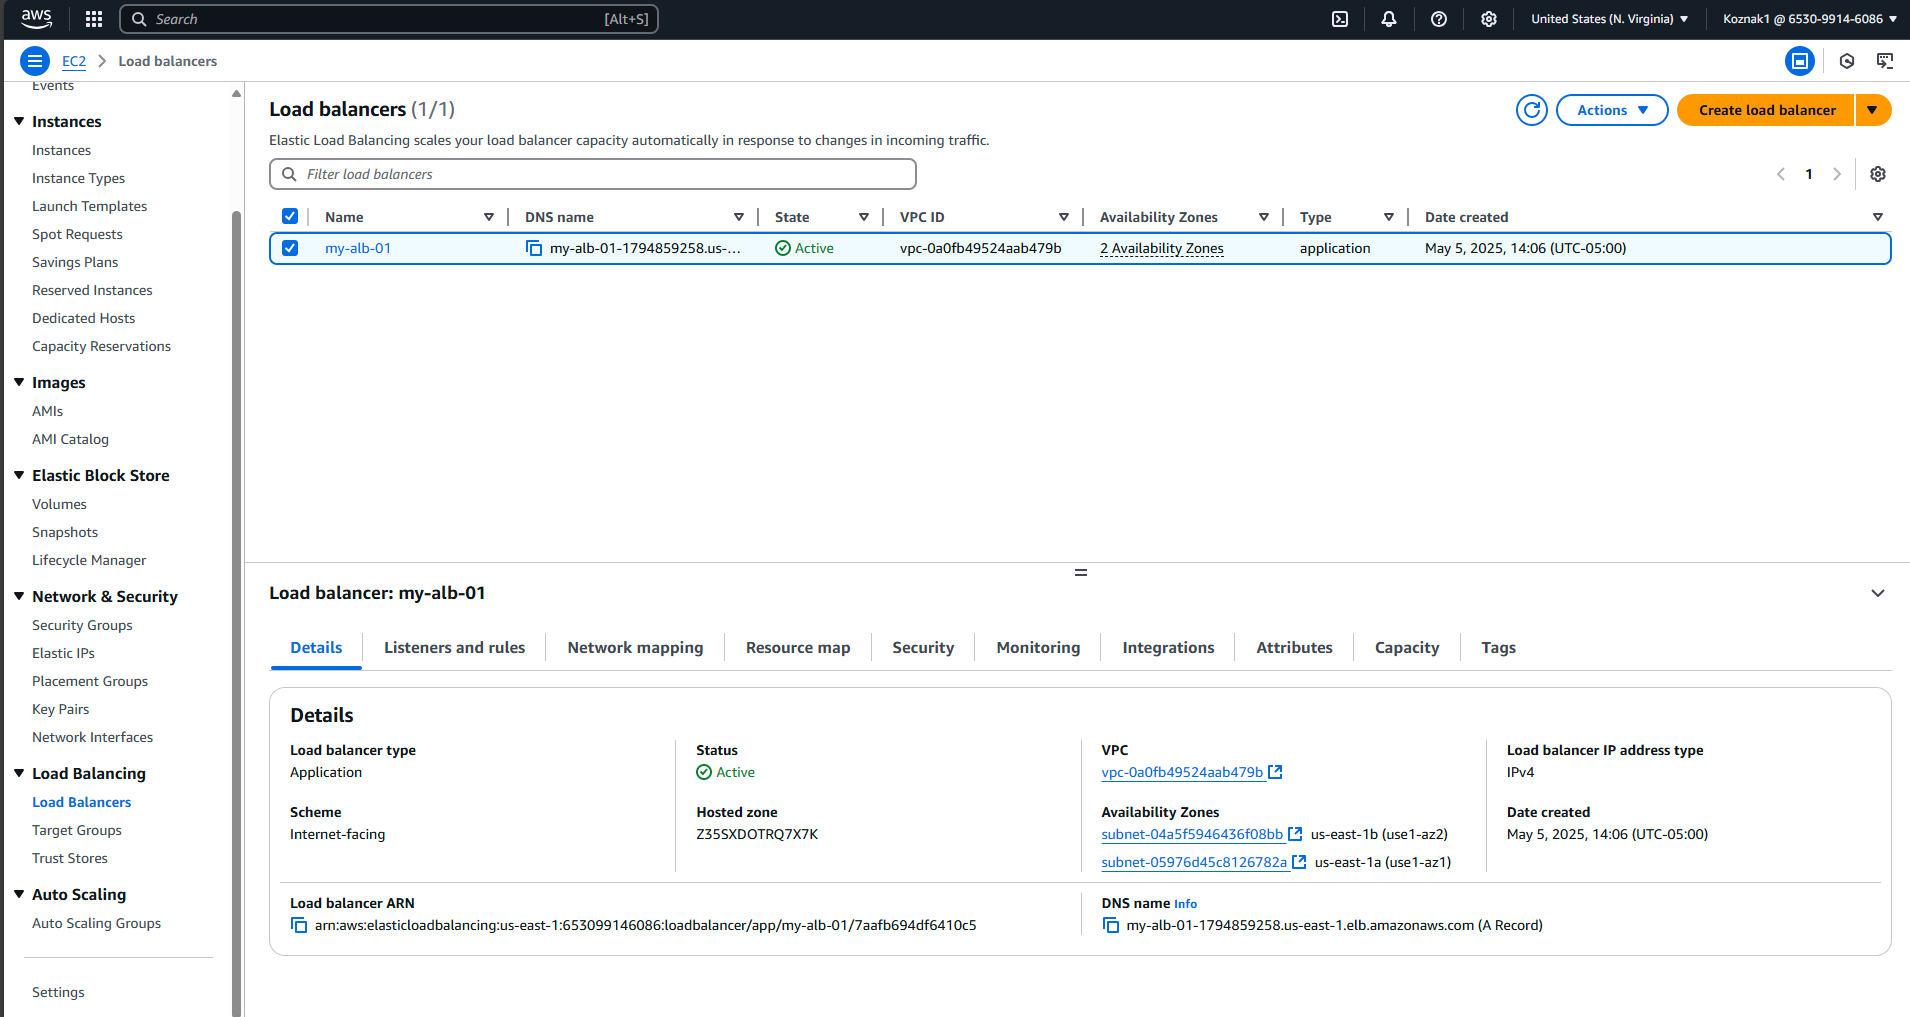 aws
Search
[Alt+S]
United States (N. Virginia)
Koznak1 @ 6530-9914-6086
EC2
Load balancers
Events
Instances
Instances
Instance Types
Launch Templates
Spot Requests
Savings Plans
Reserved Instances
Dedicated Hosts
Capacity Reservations
Images
AMIs
AMI Catalog
Elastic Block Store
Volumes
Snapshots
Lifecycle Manager
Network & Security
Security Groups
Elastic IPs
Placement Groups
Key Pairs
Network Interfaces
Load Balancing
Load Balancers
Target Groups
Trust Stores
Auto Scaling
Auto Scaling Groups
Settings
Load balancers (1/1)
Actions
Create load balancer
Elastic Load Balancing scales your load balancer capacity automatically in response to changes in incoming traffic.
Filter load balancers
1
Name DNS name State VPC ID Availability Zones Type Date created
my-alb-01 my-alb-01-1794859258.us-... Active vpc-0a0fb49524aab479b 2 Availability Zones application May 5, 2025, 14:06 (UTC-05:00)
Load balancer: my-alb-01
Details Listeners and rules Network mapping Resource map Security Monitoring Integrations Attributes Capacity Tags
Details
Load balancer type
Application
Scheme
Internet-facing
Status
Active
Hosted zone
Z35SXDOTRQ7X7K
VPC
vpc-0a0fb49524aab479b
Availability Zones
subnet-04a5f5946436f08bb us-east-1b (use1-az2)
subnet-05976d45c8126782a us-east-1a (use1-az1)
Load balancer IP address type
IPv4
Date created
May 5, 2025, 14:06 (UTC-05:00)
Load balancer ARN
arn:aws:elasticloadbalancing:us-east-1:653099146086:loadbalancer/app/my-alb-01/7aafb694df6410c5
DNS name Info
my-alb-01-1794859258.us-east-1.elb.amazonaws.com (A Record)